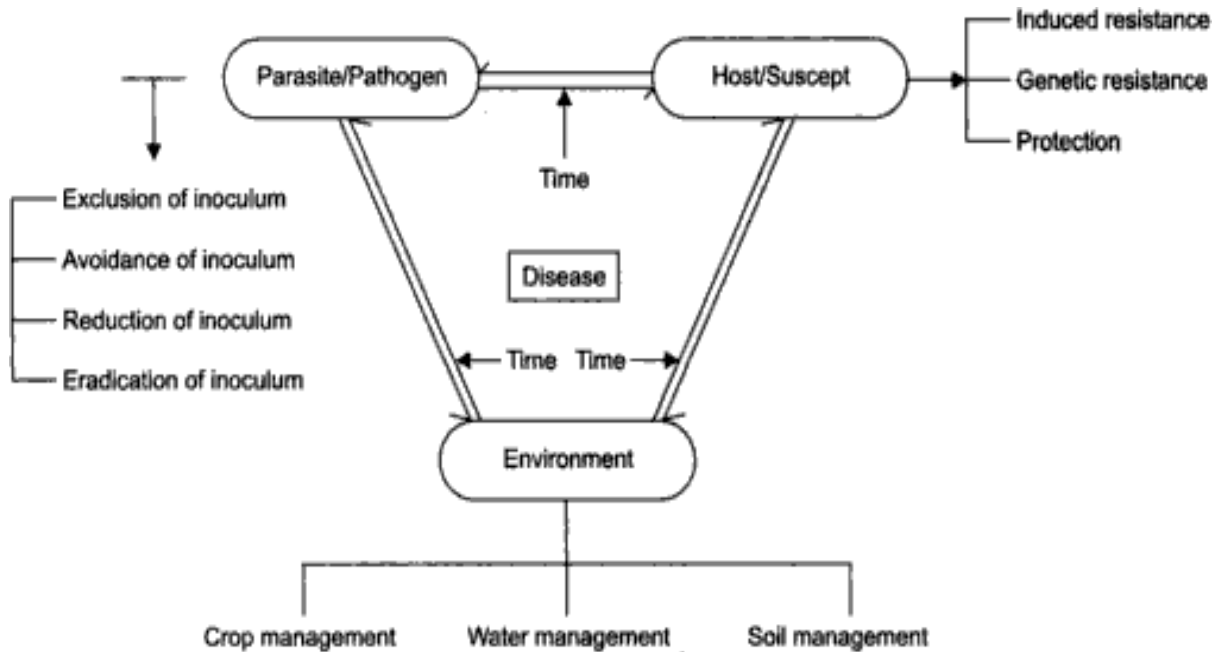 Induced resistance
Parasite/Pathogen
Host/Suscept
Genetic resistance
Protection
Time
Exclusion of inoculum
Avoidance of inoculum
Disease
Reduction of inoculum
Time Time
Eradication of inoculum
Environment
Crop management
Water management
Soil management